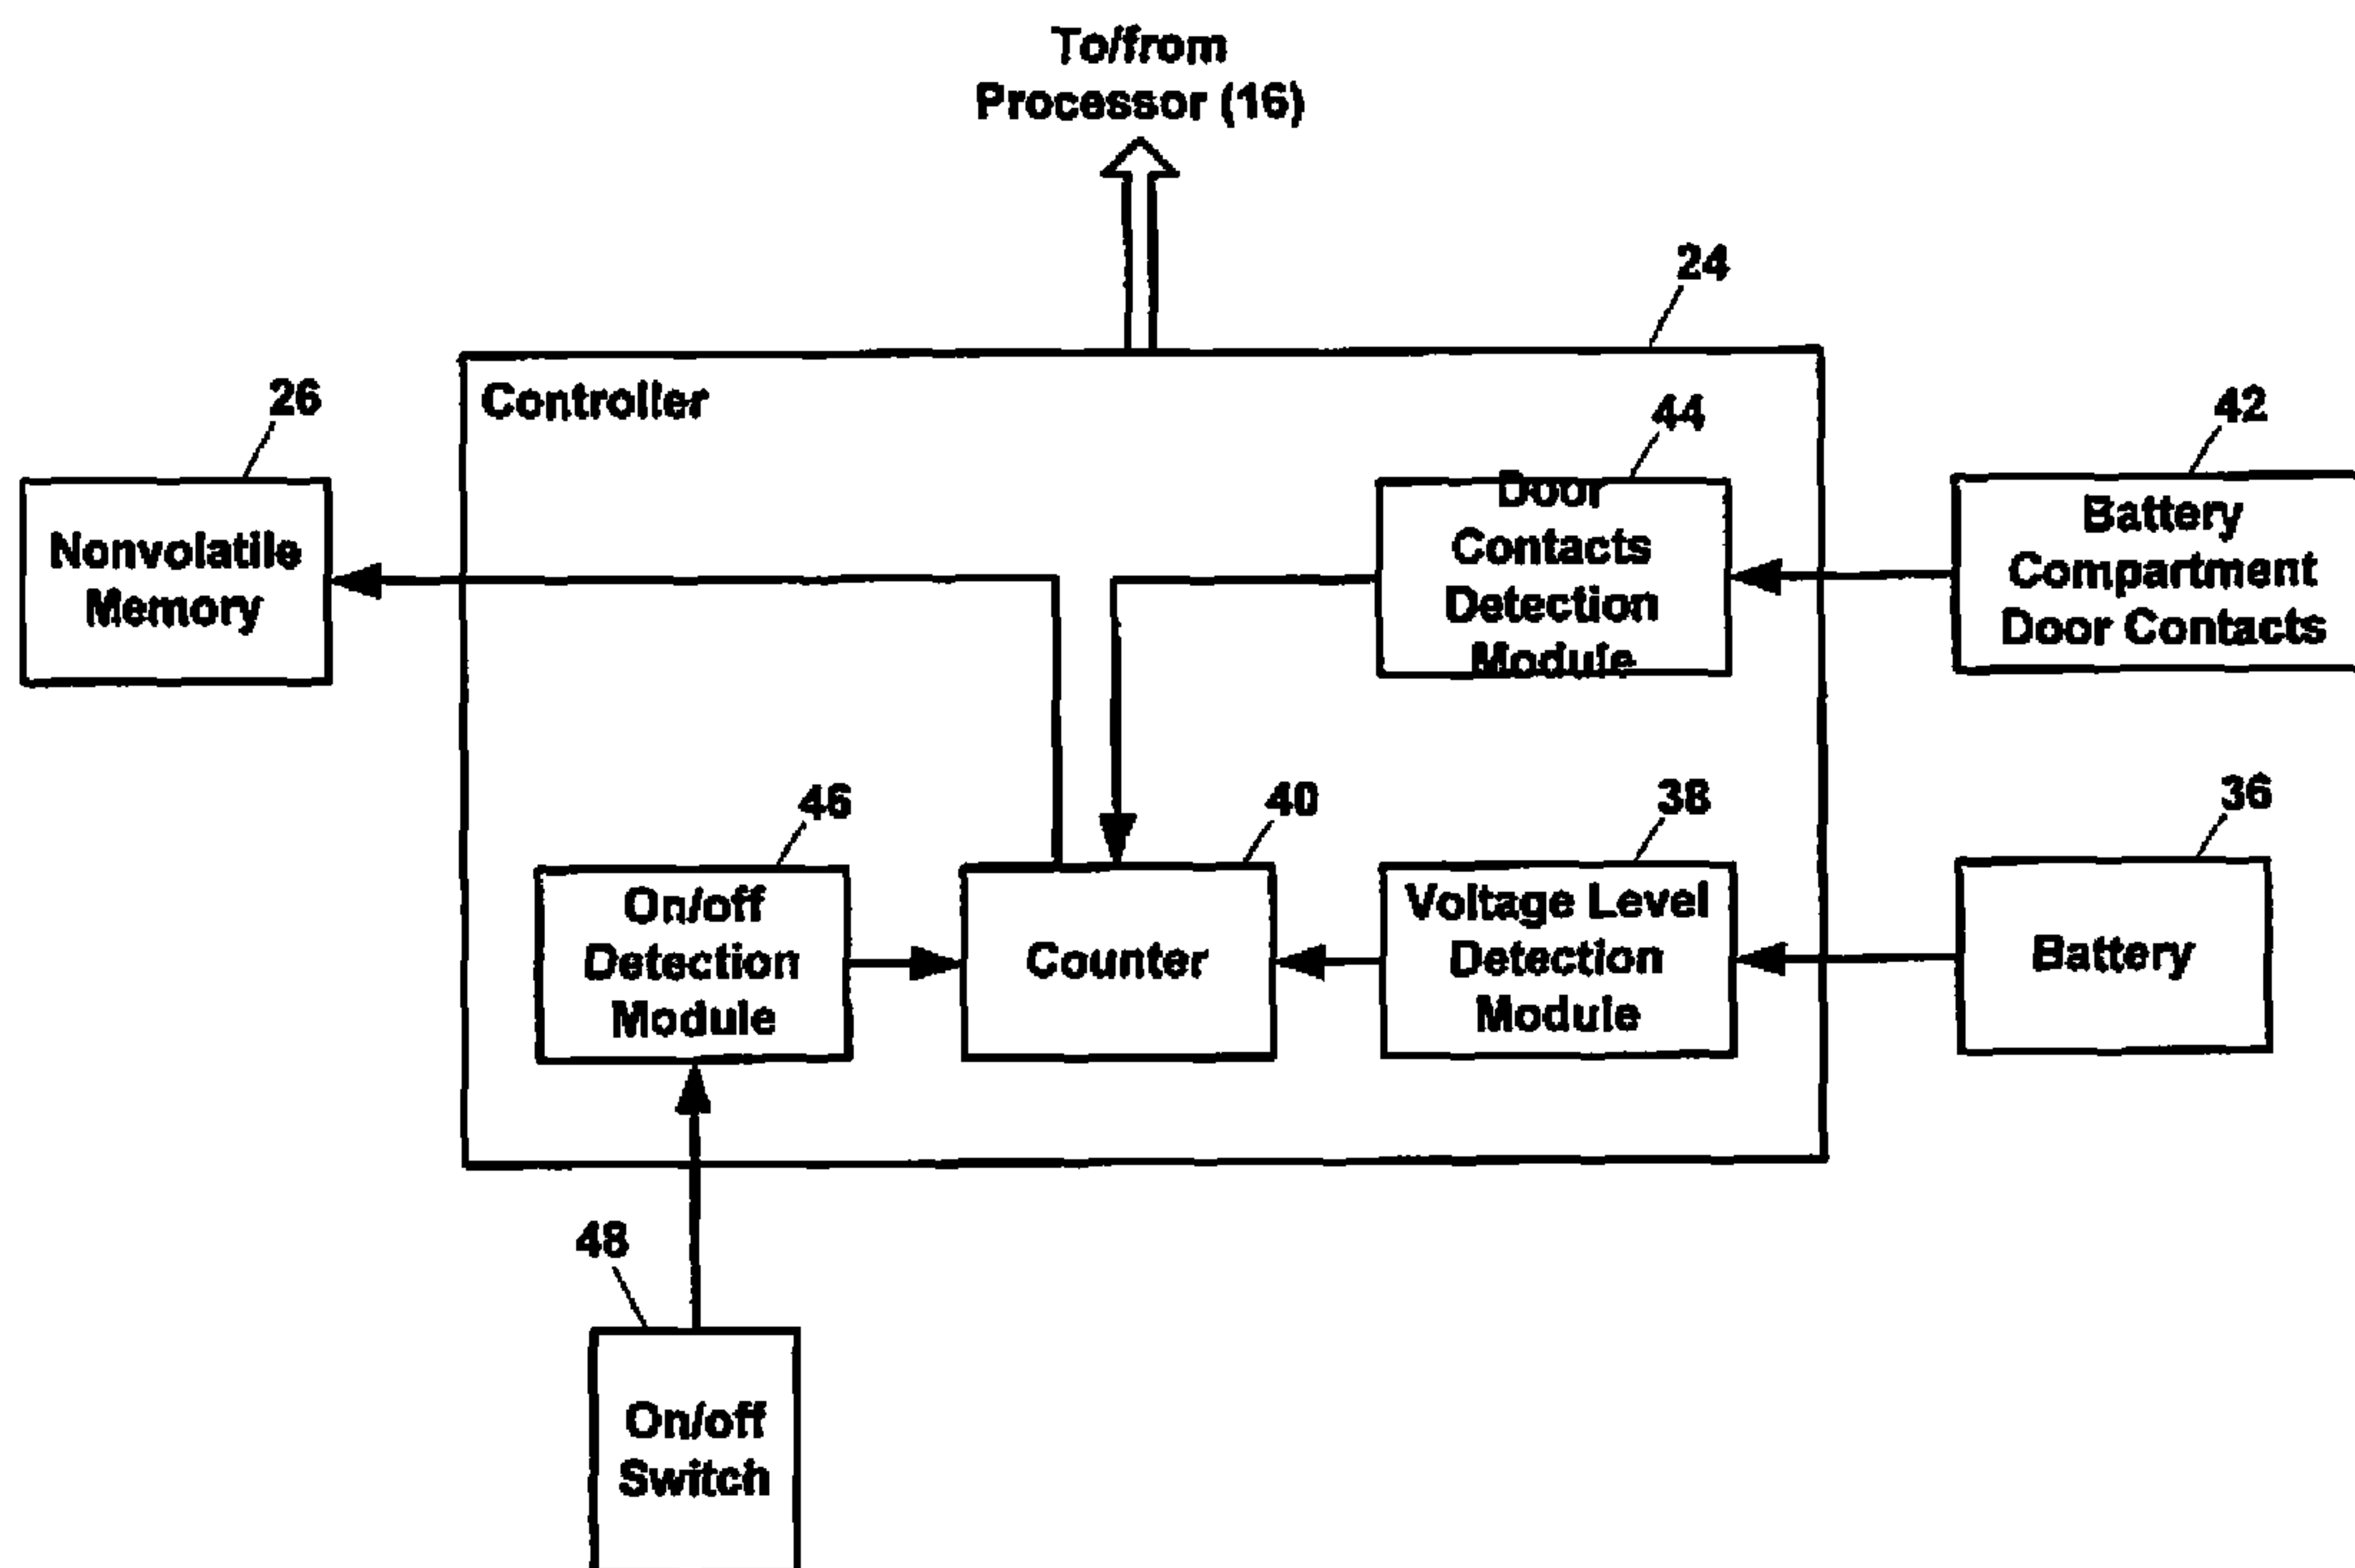 To/from
Processor (16)
24
Controller
26
44
42
Nonvolatile
Memory
Door
Contacts
Detection
Module
Battery
Compartment
Door Contacts
46
40
38
36
On/off
Detection
Module
Counter
Voltage Level
Detection
Module
Battery
48
On/off
Switch